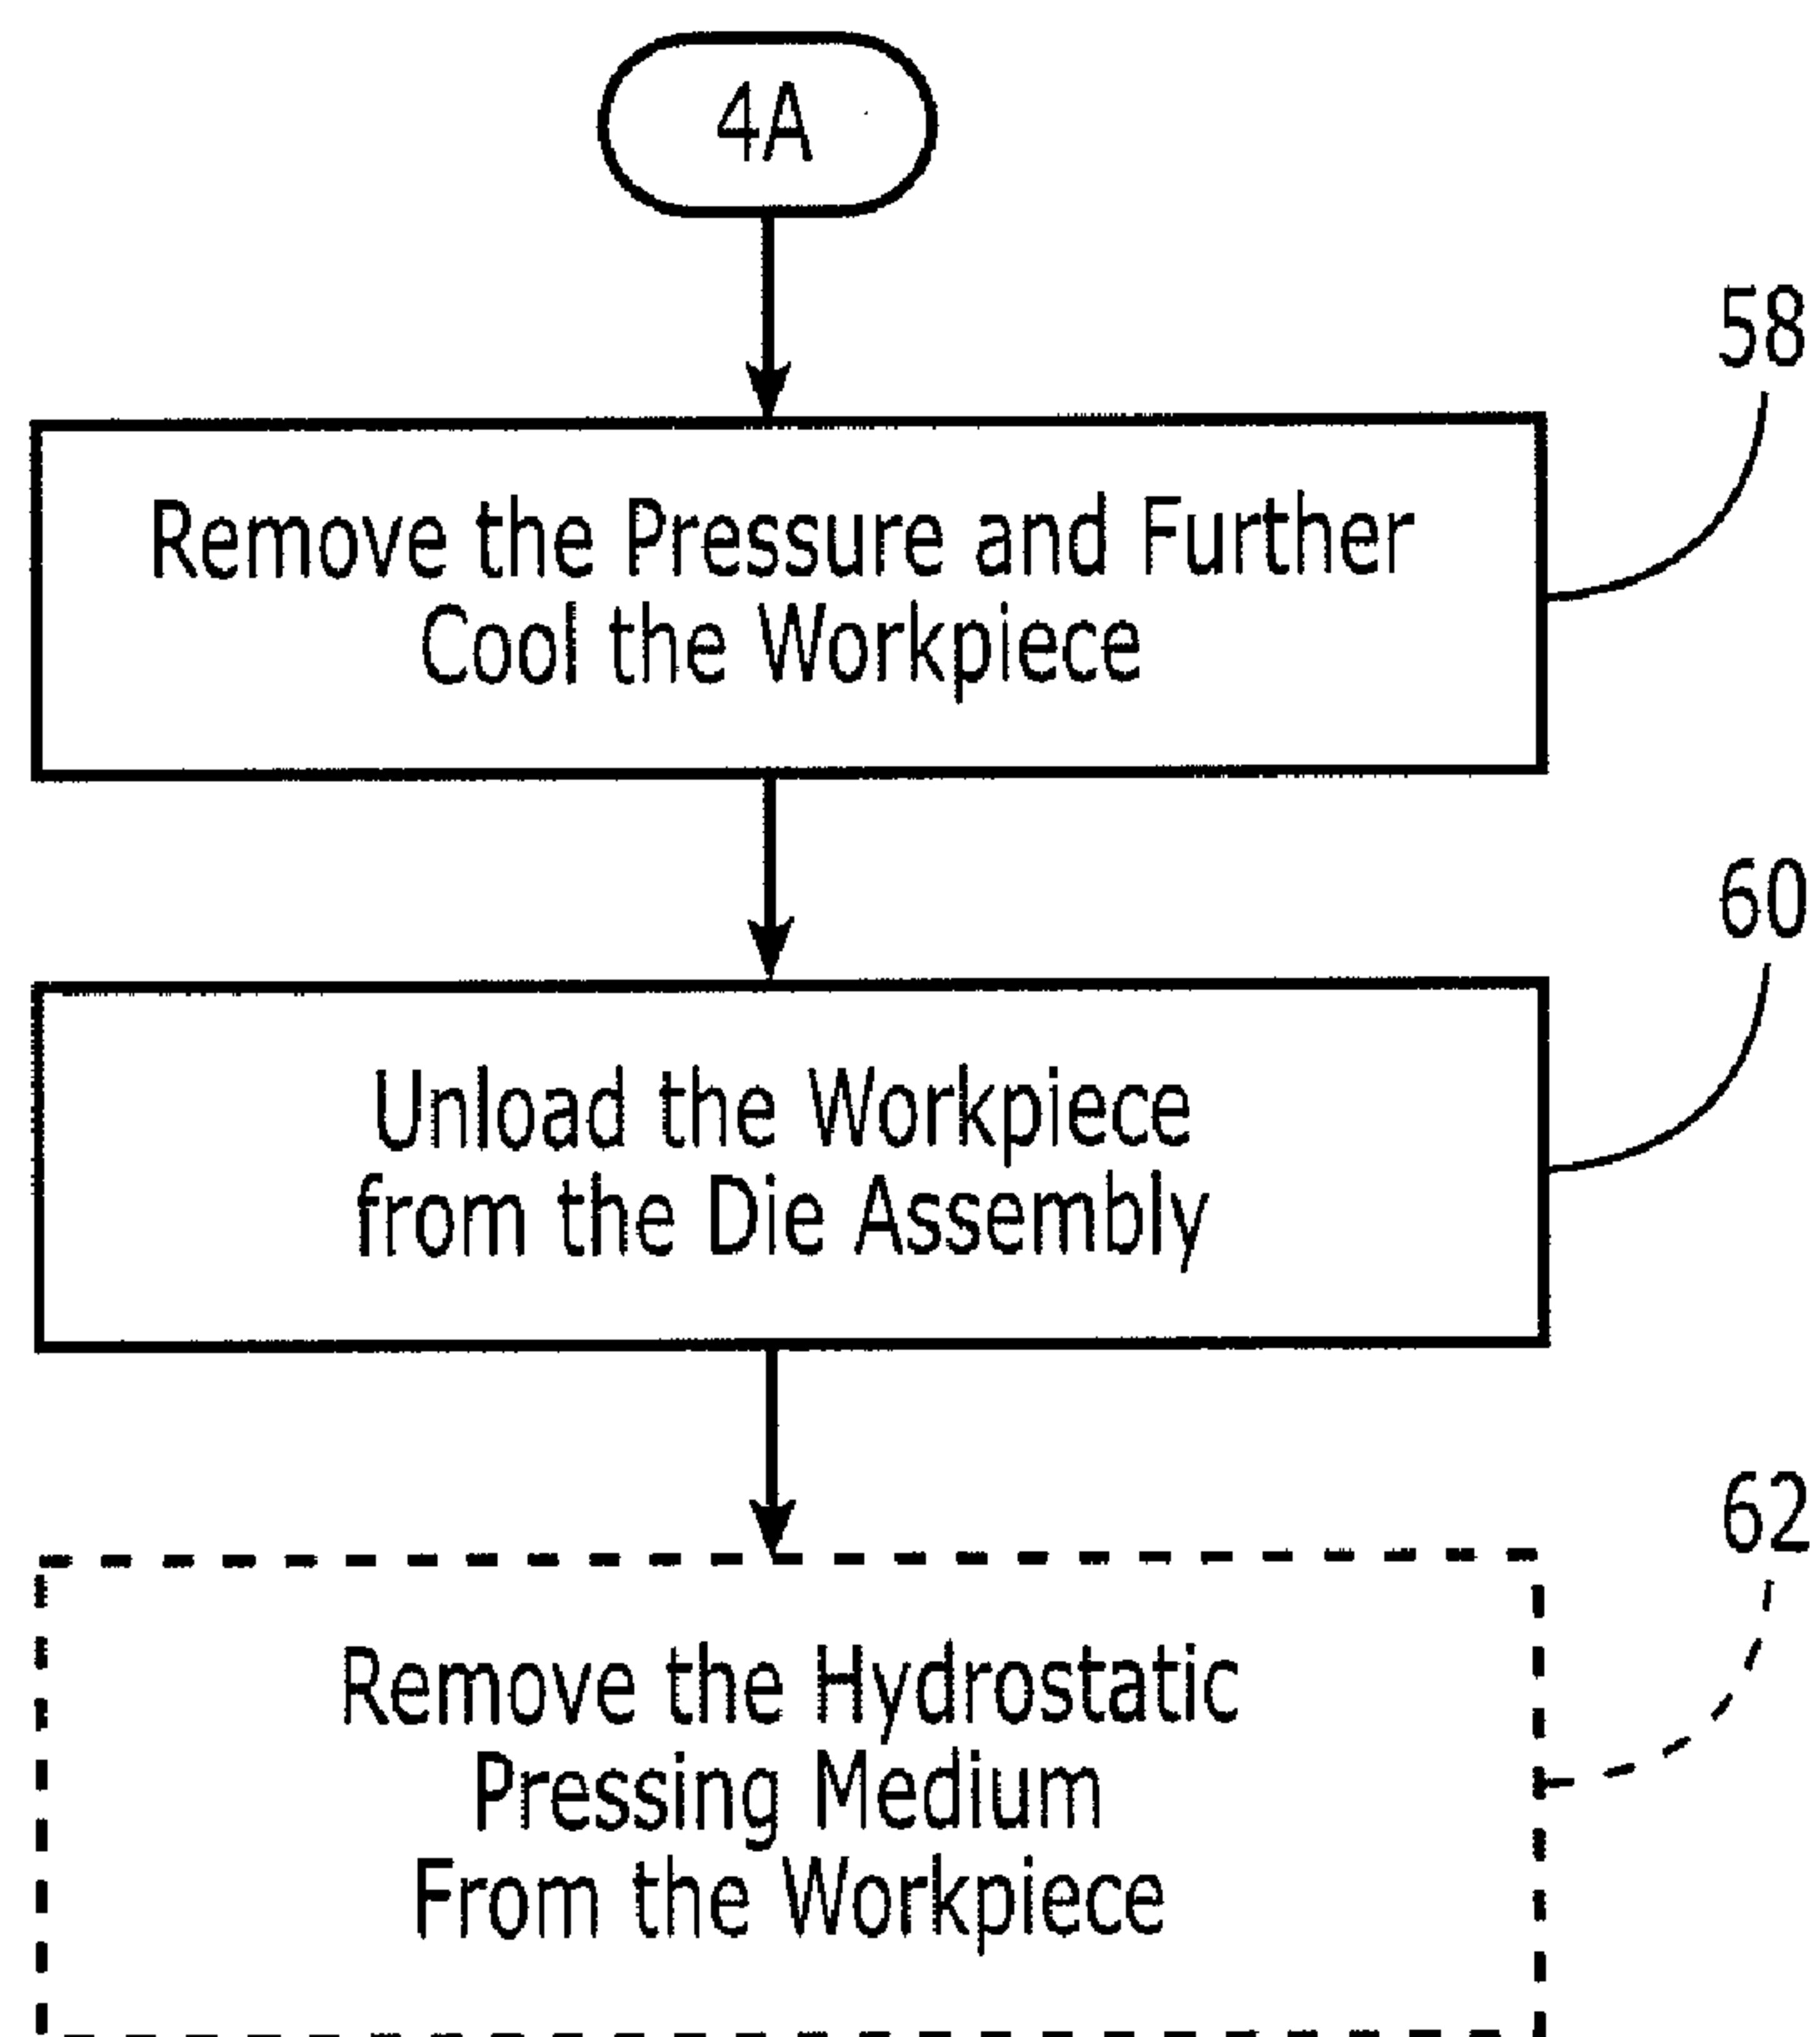 4A
58
Remove the Pressure and Further
Cool the Workpiece
60
Unload the Workpiece
from the Die Assembly
62
Remove the Hydrostatic
Pressing Medium
From the Workpiece